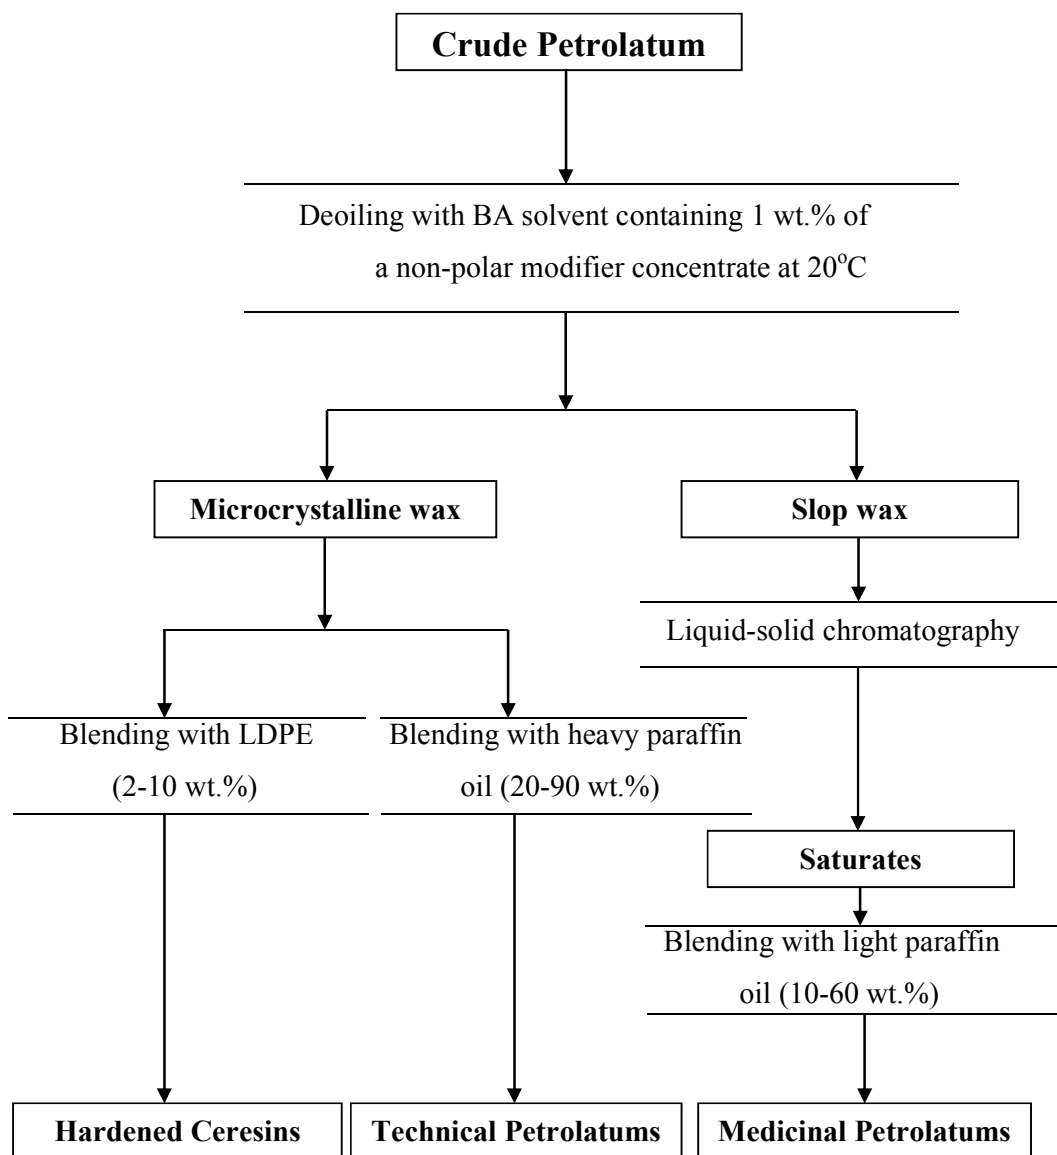 Crude Petrolatum
Deoiling with BA solvent containing 1 wt.% of
a non-polar modifier concentrate at 20°C
Microcrystalline wax
Slop wax
Liquid-solid chromatography
Blending with LDPE
(2-10 wt.%)
Blending with heavy paraffin
oil (20-90 wt.%)
Saturates
Blending with light paraffin
oil (10-60 wt.%)
Hardened Ceresins
Technical Petrolatums
Medicinal Petrolatums